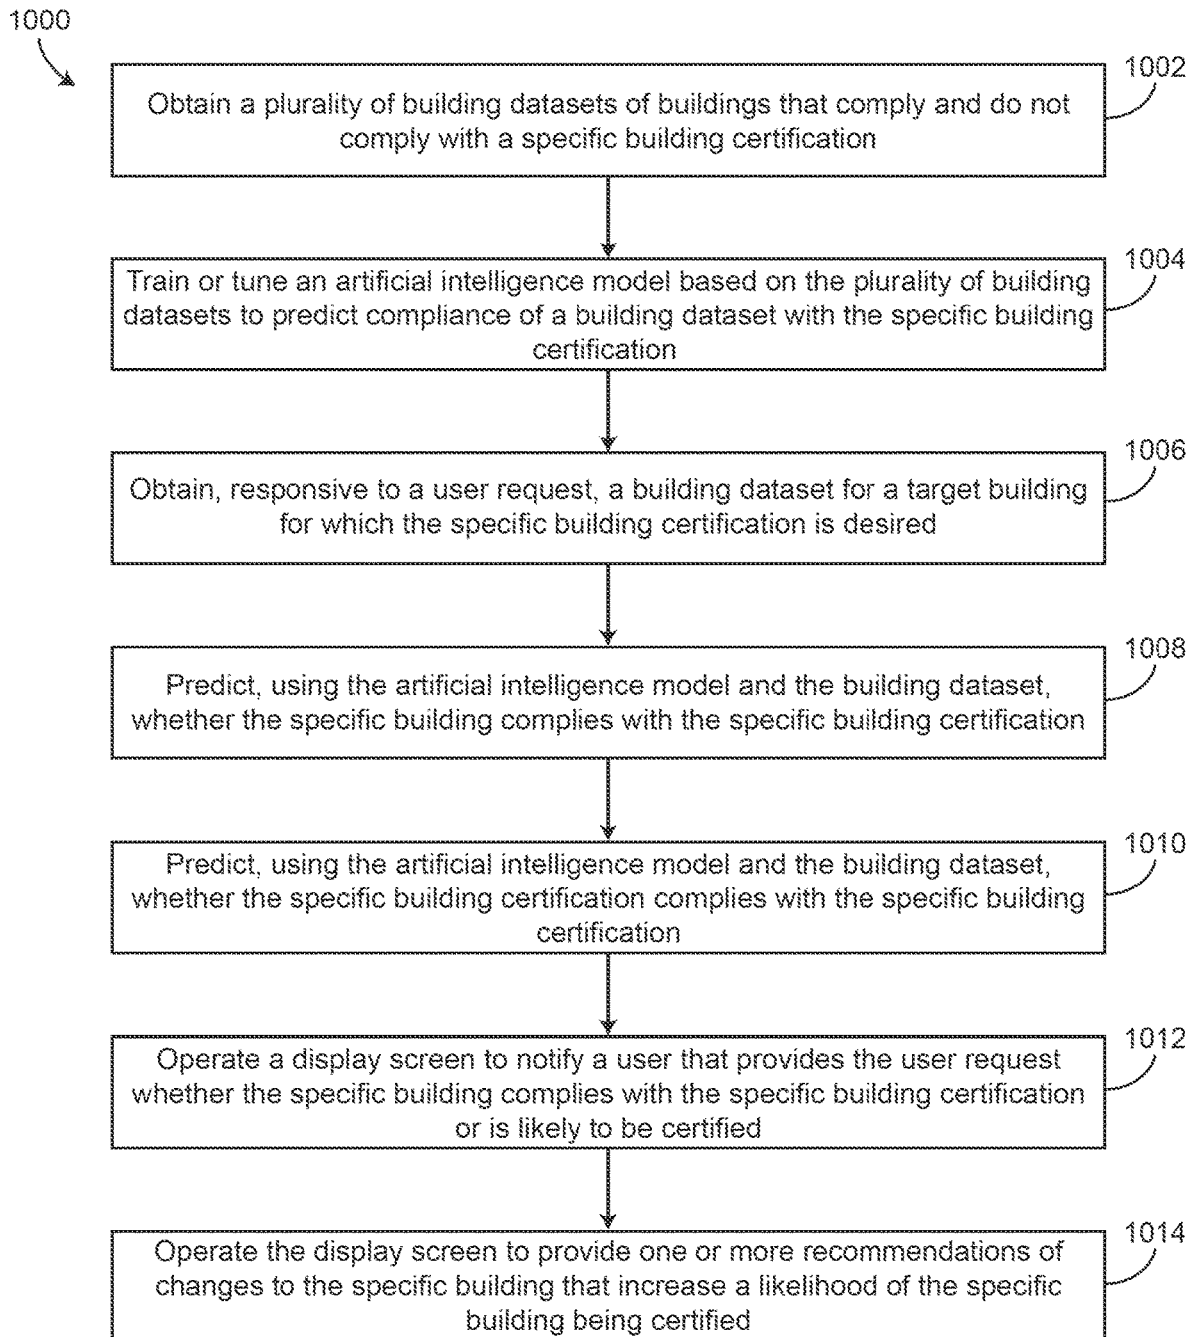 1000
1002
Obtain a plurality of building datasets of buildings that comply and do not
comply with a specific building certification
1004
Train or tune an artificial intelligence model based on the plurality of building
datasets to predict compliance of a building dataset with the specific building
certification
1006
Obtain, responsive to a user request, a building dataset for a target building
for which the specific building certification is desired
1008
Predict, using the artificial intelligence model and the building dataset,
whether the specific building complies with the specific building certification
1010
Predict, using the artificial intelligence model and the building dataset,
whether the specific building certification complies with the specific building
certification
1012
Operate a display screen to notify a user that provides the user request
whether the specific building complies with the specific building certification
or is likely to be certified
1014
Operate the display screen to provide one or more recommendations of
changes to the specific building that increase a likelihood of the specific
building being certified